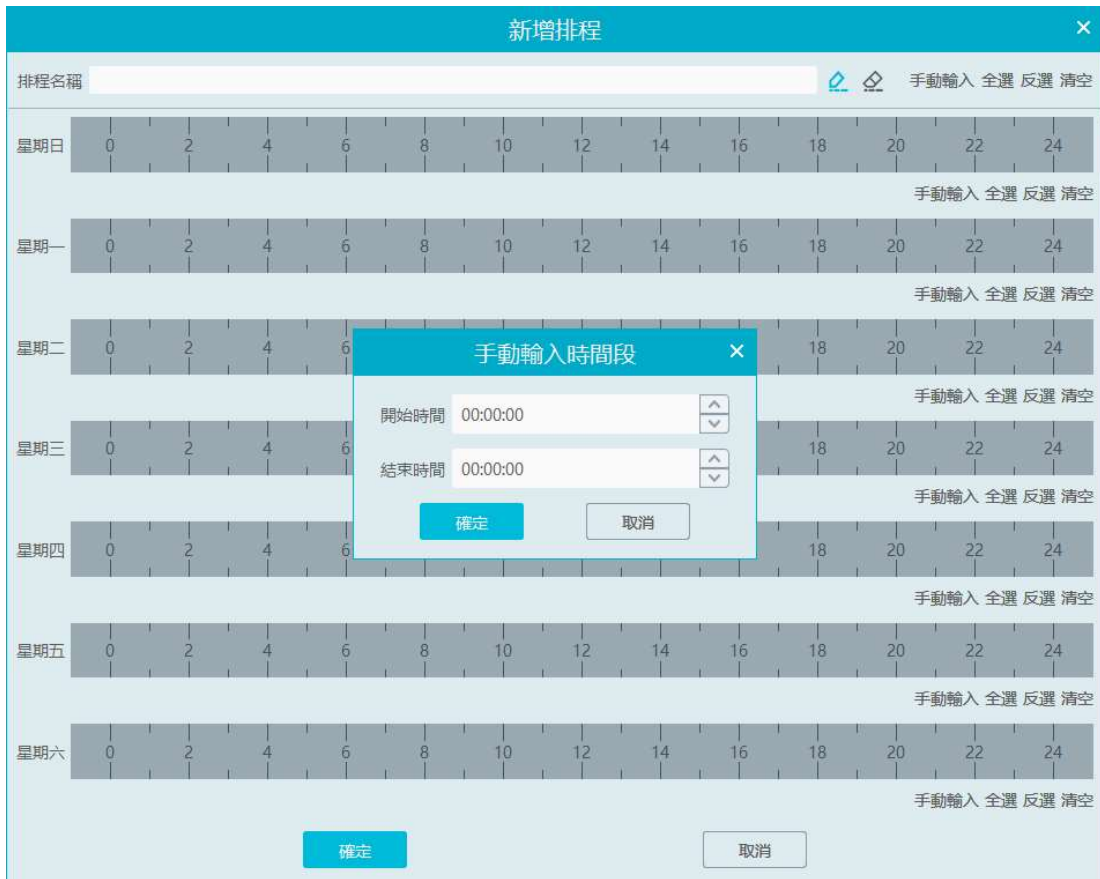 新增排程
排程名稱 手動輸入 全選 反選 清空
星期日 0 2 4 6 8 10 12 14 16 18 20 22 24
手動輸入 全選 反選 清空
星期一 0 2 4 6 8 10 12 14 16 18 20 22 24
手動輸入 全選 反選 清空
星期二 0 2 4 6 18 20 22 24
手動輸入時間段
手動輸入 全選 反選 清空
開始時間 00:00:00
星期三 0 2 4 6 18 20 22 24
結束時間 00:00:00
手動輸入 全選 反選 清空
確定 取消
星期四 0 2 4 6 18 20 22 24
手動輸入 全選 反選 清空
星期五 0 2 4 6 8 10 12 14 16 18 20 22 24
手動輸入 全選 反選 清空
星期六 0 2 4 6 8 10 12 14 16 18 20 22 24
手動輸入 全選 反選 清空
確定 取消